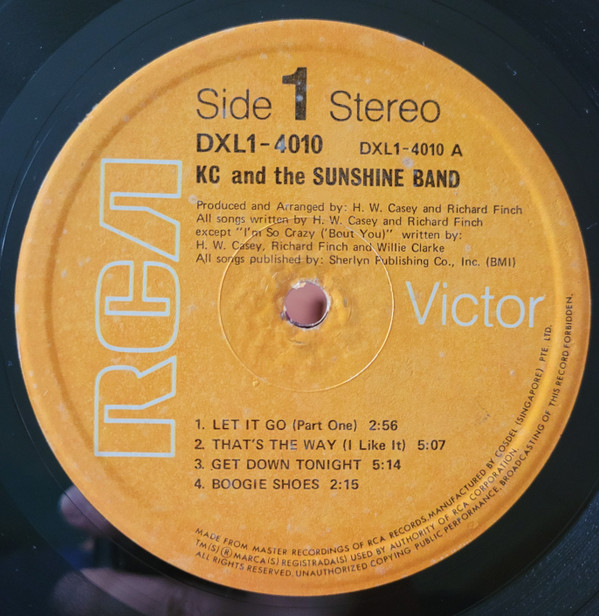 Side 1 Stereo
DXL1-4010 DXL1-4010 A
KC and the SUNSHINE BAND
Produced and Arranged by: H. W. Casey and Richard Finch
All songs written by H. W. Casey and Richard Finch
except "I'm So Crazy ('Bout You)" written by:
H. W. Casey, Richard Finch and Willie Clarke
All songs published by: Sherlyn Publishing Co., Inc. (BMI)
RCA
Victor
1. LET IT GO (Part One) 2:56
2. THAT'S THE WAY (I Like It) 5:07
3. GET DOWN TONIGHT 5:14
4. BOOGIE SHOES 2:15
MADE FROM MASTER RECORDINGS OF RCA RECORDS. MANUFACTURED BY COSDEL (SINGAPORE) PTE. LTD.
TM(S) ® MARCA(S) REGISTRADA(S) USED BY AUTHORITY OF RCA CORPORATION.
ALL RIGHTS RESERVED. UNAUTHORIZED COPYING PUBLIC PERFORMANCE, BROADCASTING OF THIS RECORD FORBIDDEN.